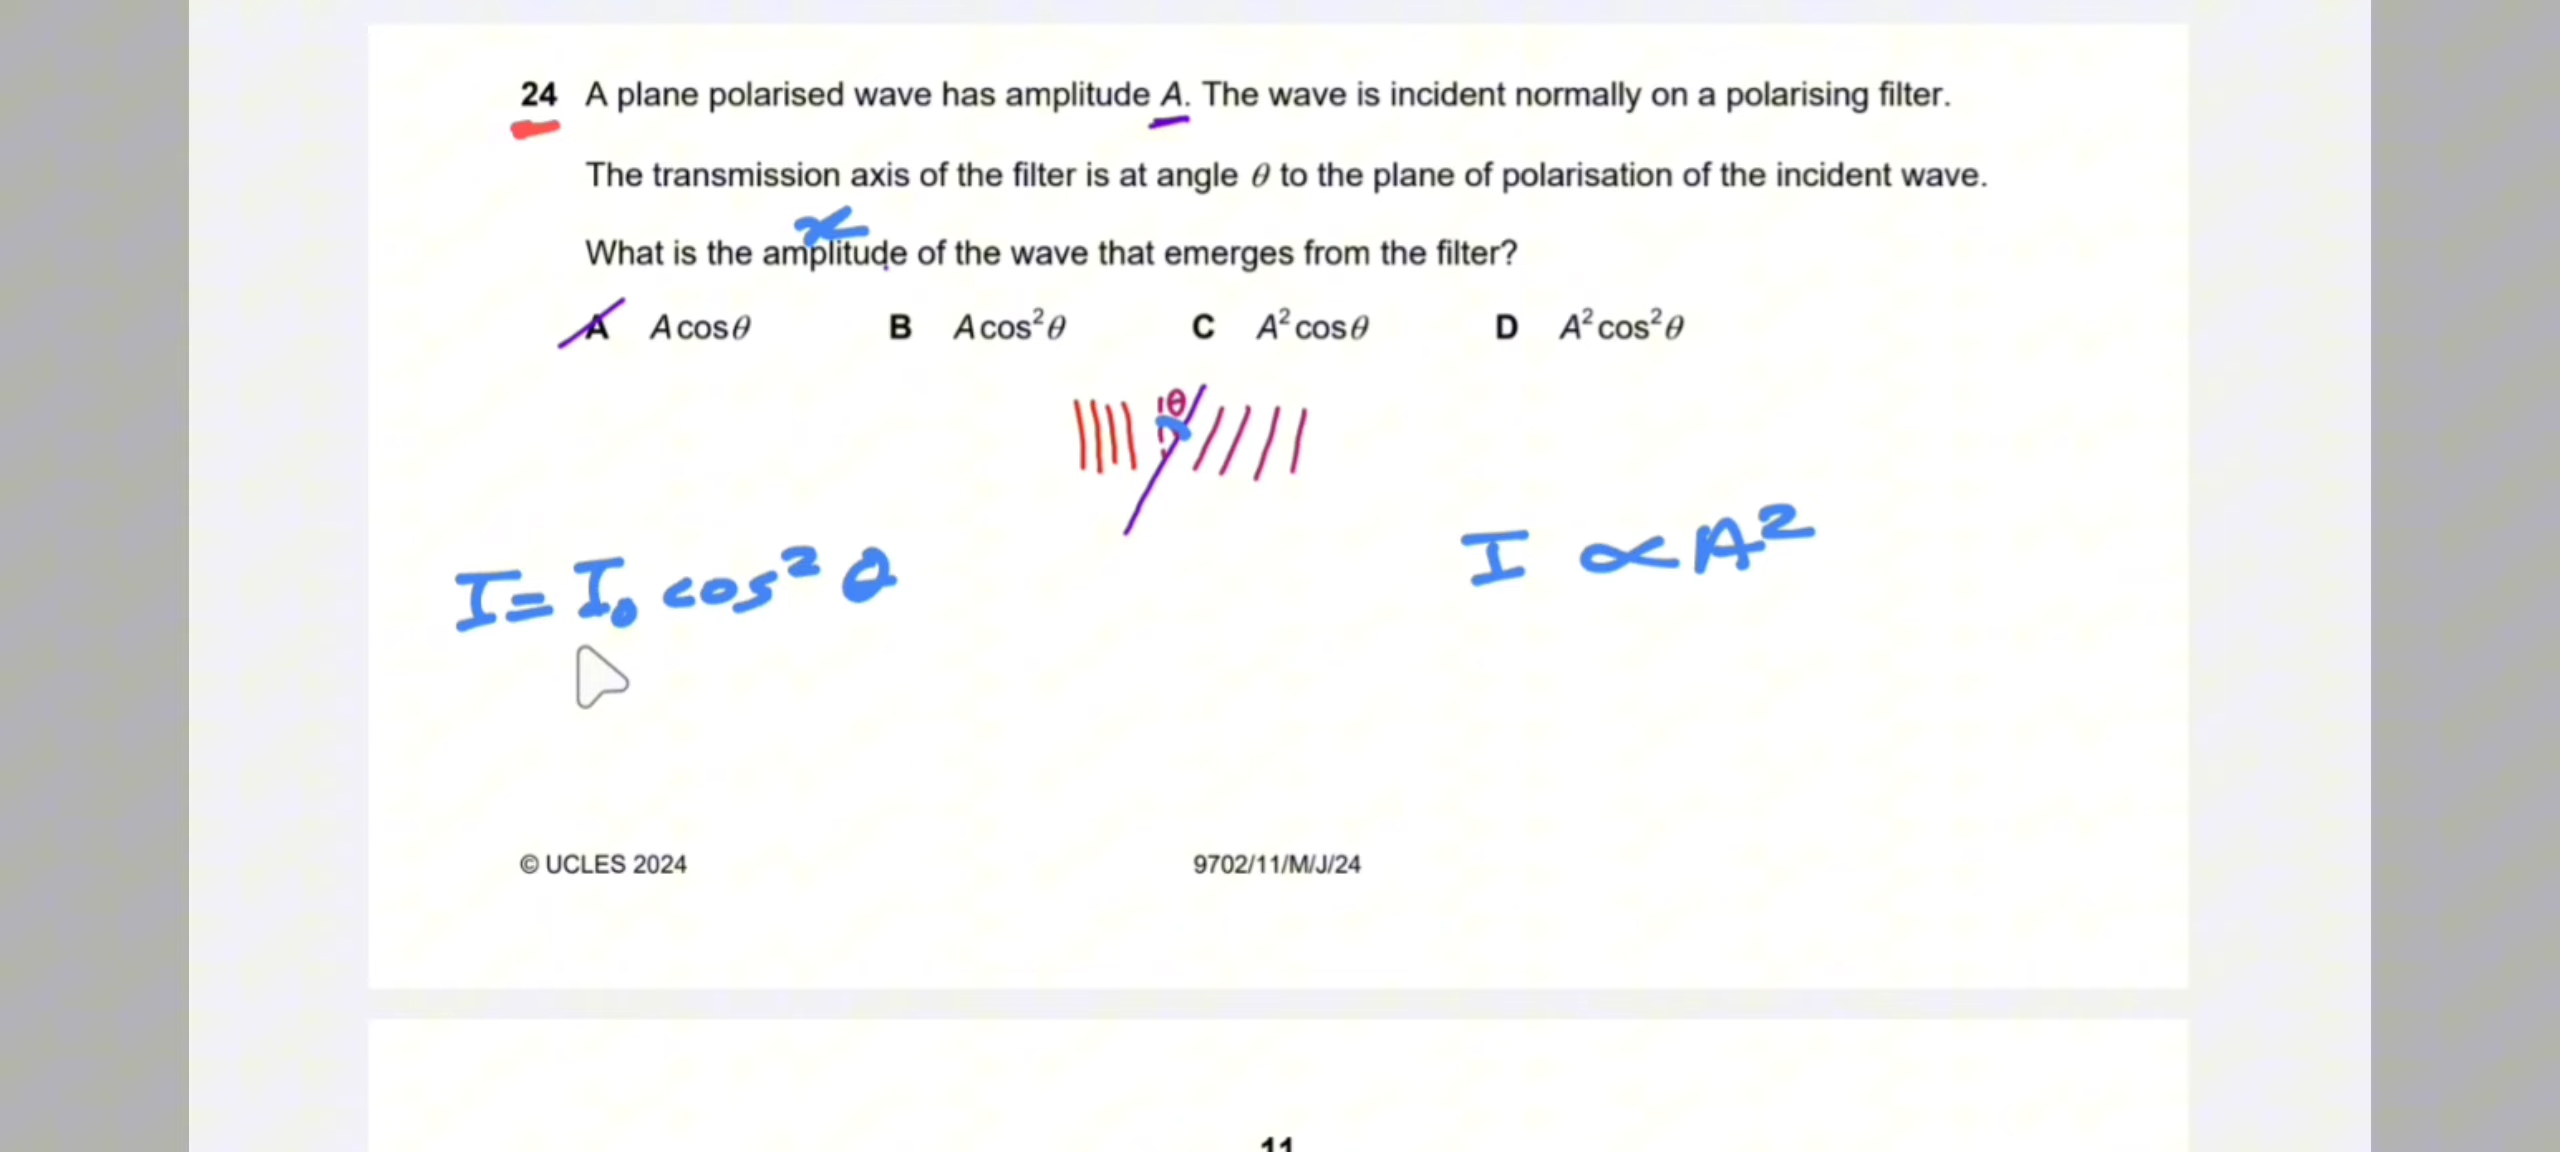 24 A plane polarised wave has amplitude A. The wave is incident normally on a polarising filter.
The transmission axis of the filter is at angle θ to the plane of polarisation of the incident wave.
x
What is the amplitude of the wave that emerges from the filter?
A A cosθ B A cos²θ C A² cosθ D A² cos²θ
θ
I = I₀ cos² θ
I ∝ A²
© UCLES 2024 9702/11/M/J/24
11